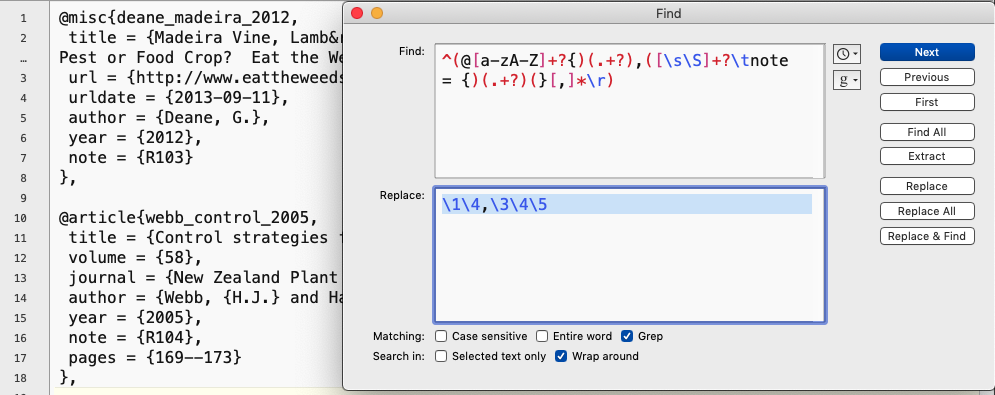 1 @misc{deane_madeira_2012,
2 title = {Madeira Vine, Lamb&r
… Pest or Food Crop?  Eat the We
3 url = {http://www.eattheweeds
4 urldate = {2013-09-11},
5 author = {Deane, G.},
6 year = {2012},
7 note = {R103}
8 },
9
10 @article{webb_control_2005,
11 title = {Control strategies f
12 volume = {58},
13 journal = {New Zealand Plant
14 author = {Webb, {H.J.} and Ha
15 year = {2005},
16 note = {R104},
17 pages = {169--173}
18 },
Find
Find:
^(@[a-zA-Z]+?{)(.+?),([\s\S]+?\tnote
= {)(.+?)(}[,]*\r)
g
Replace:
\1\4,\3\4\5
Next
Previous
First
Find All
Extract
Replace
Replace All
Replace & Find
Matching: Case sensitive Entire word Grep
Search in: Selected text only Wrap around